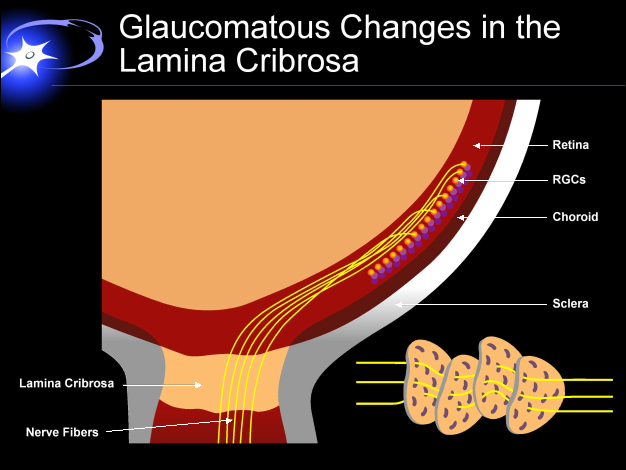 Glaucomatous Changes in the
Lamina Cribrosa
Retina
RGCs
Choroid
Sclera
Lamina Cribrosa
Nerve Fibers